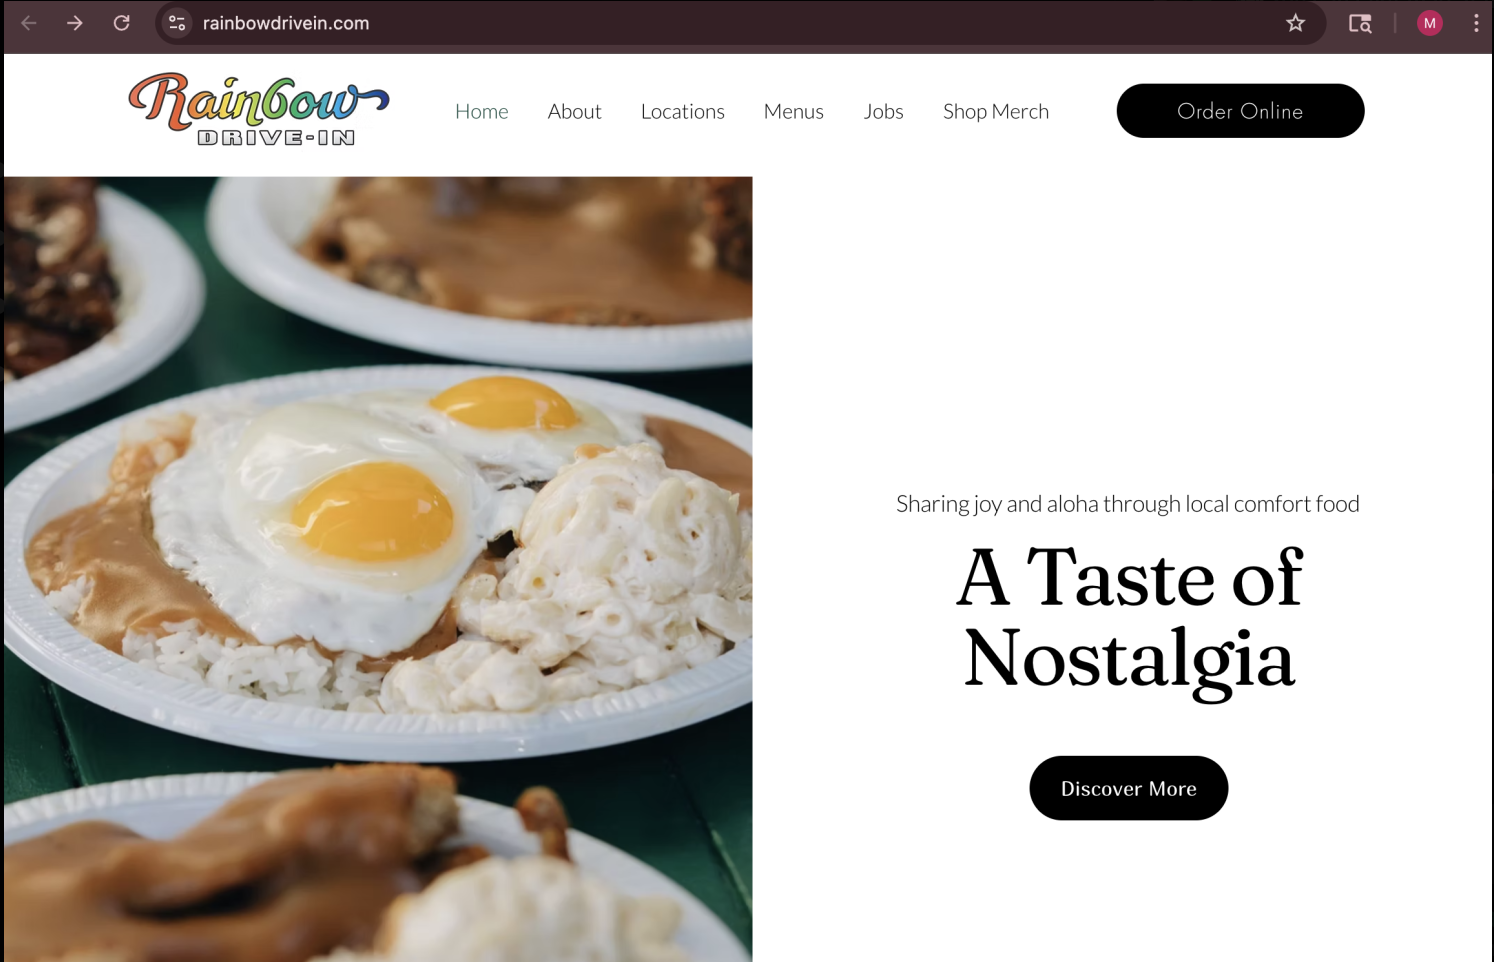 rainbowdrivein.com
M
Rainbow
DRIVE-IN
Home About Locations Menus Jobs Shop Merch Order Online
Sharing joy and aloha through local comfort food
A Taste of
Nostalgia
Discover More